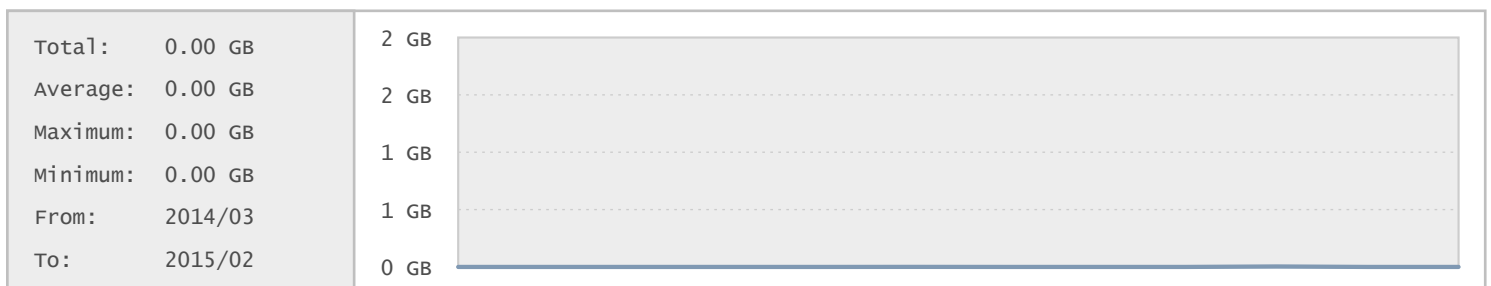 Total: 0.00 GB
Average: 0.00 GB
Maximum: 0.00 GB
Minimum: 0.00 GB
From: 2014/03
To: 2015/02
2 GB
2 GB
1 GB
1 GB
0 GB